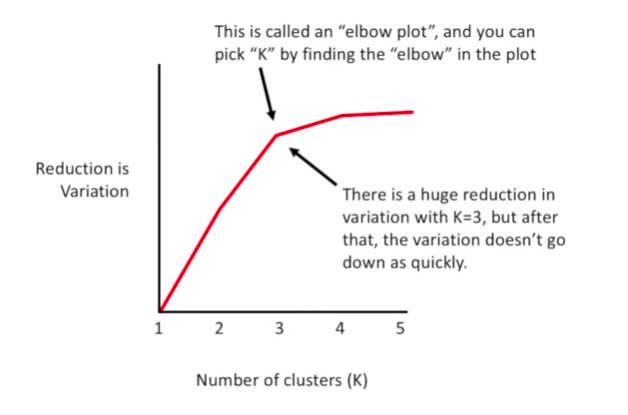 This is called an “elbow plot”, and you can
pick “K” by finding the “elbow” in the plot
Reduction is
Variation
There is a huge reduction in
variation with K=3, but after
that, the variation doesn’t go
down as quickly.
1 2 3 4 5
Number of clusters (K)